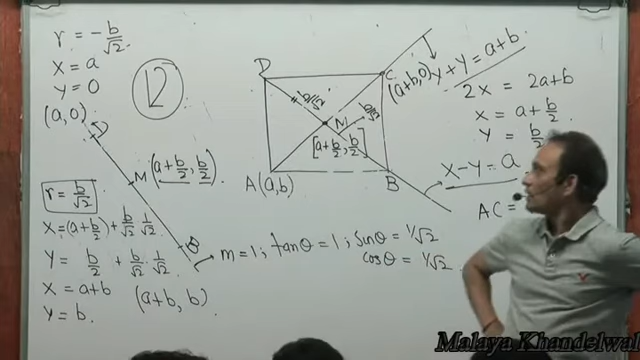 r = -b/√2
x = a
y = 0
(a, 0)
D
M (a+b/2, b/2)
B
r = b/√2
x = (a+b/2) + b/√2 · 1/√2
y = b/2 + b/√2 · 1/√2
x = a+b
y = b.
(a+b, b)
m = 1; tanθ = 1; sinθ = 1/√2
cosθ = 1/√2
12
D
C
(a+b, 0)
b/√2
M
b/√2
[a+b/2, b/2]
A (a, b)
B
x + y = a+b
2x = 2a+b
x = a+b/2
y = b/2
x-y = a
AC =
Malaya Khandelwal